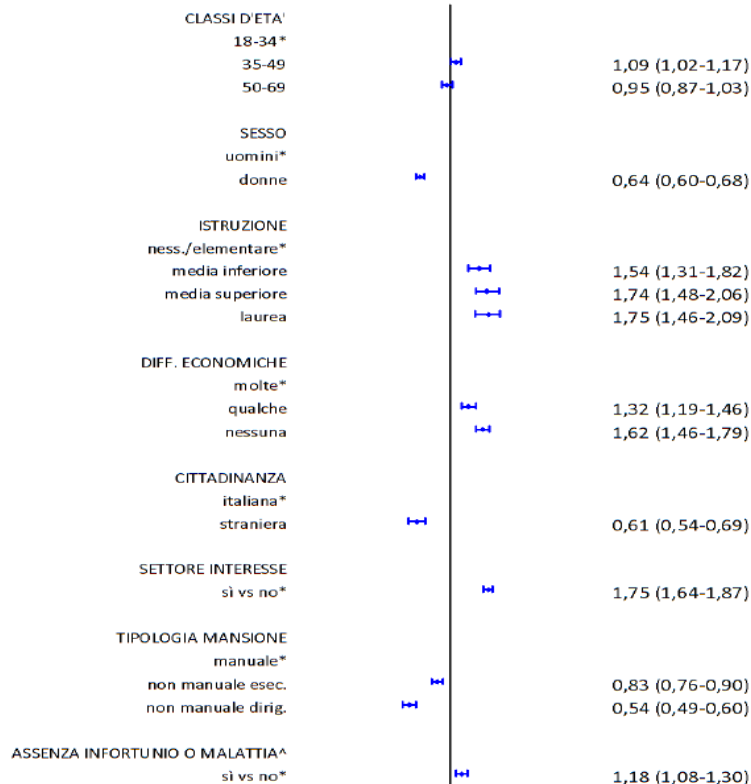 CLASSI D'ETA'
18-34*
35-49 1,09 (1,02-1,17)
50-69 0,95 (0,87-1,03)
SESSO
uomini*
donne 0,64 (0,60-0,68)
ISTRUZIONE
ness./elementare*
media inferiore 1,54 (1,31-1,82)
media superiore 1,74 (1,48-2,06)
laurea 1,75 (1,46-2,09)
DIFF. ECONOMICHE
molte*
qualche 1,32 (1,19-1,46)
nessuna 1,62 (1,46-1,79)
CITTADINANZA
italiana*
straniera 0,61 (0,54-0,69)
SETTORE INTERESSE
sì vs no* 1,75 (1,64-1,87)
TIPOLOGIA MANSIONE
manuale*
non manuale esec. 0,83 (0,76-0,90)
non manuale dirig. 0,54 (0,49-0,60)
ASSENZA INFORTUNIO O MALATTIA^
sì vs no* 1,18 (1,08-1,30)